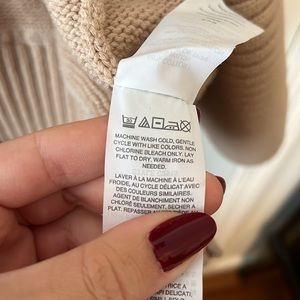 MACHINE WASH COLD, GENTLE
CYCLE WITH LIKE COLORS. NON
CHLORINE BLEACH ONLY. LAY
FLAT TO DRY. WARM IRON AS
NEEDED.
LAVER À LA MACHINE À L'EAU
FROIDE, AU CYCLE DÉLICAT AVEC
DES COULEURS SIMILAIRES.
AGENT DE BLANCHIMENT NON
CHLORÉ SEULEMENT. SÉCHER À
PLAT. REPASSER AU